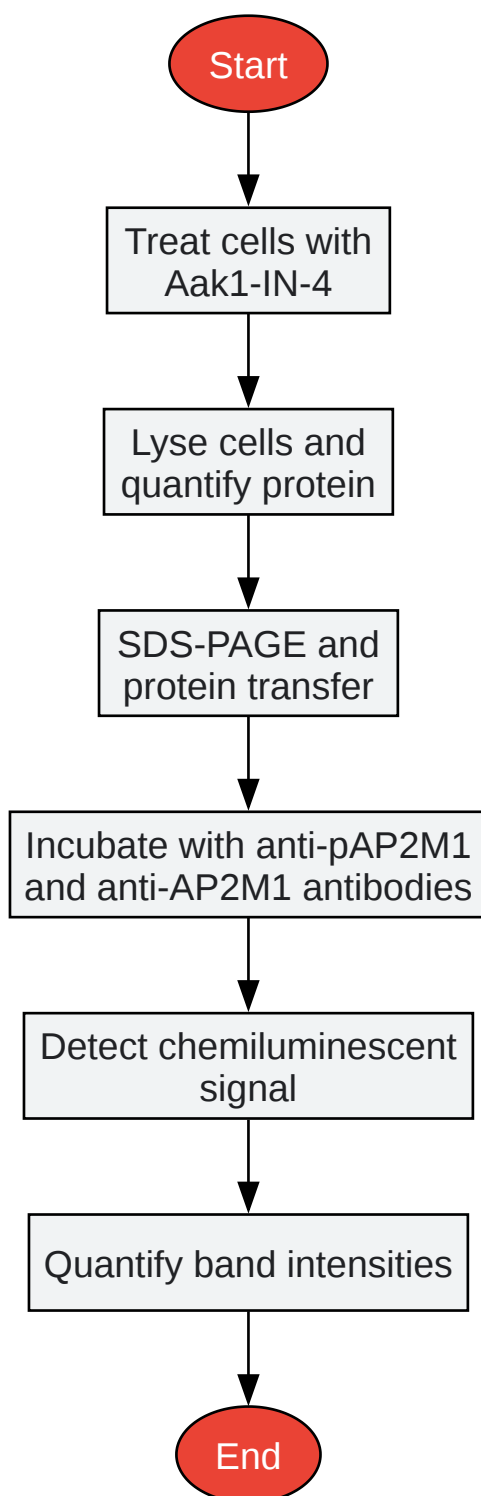 Start
Treat cells with
Aak1-IN-4
Lyse cells and
quantify protein
SDS-PAGE and
protein transfer
Incubate with anti-pAP2M1
and anti-AP2M1 antibodies
Detect chemiluminescent
signal
Quantify band intensities
End